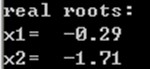 real roots:
x1= -0.29
x2= -1.71